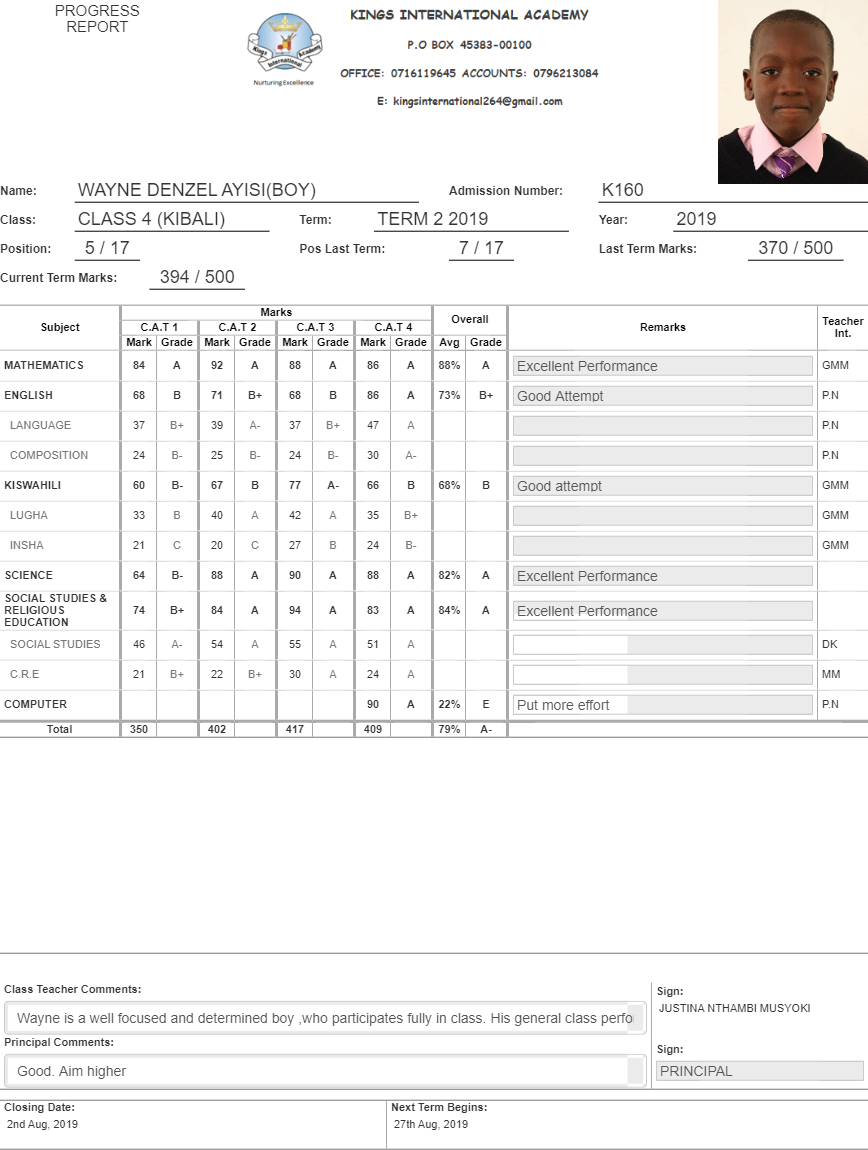 PROGRESS
REPORT
KINGS INTERNATIONAL ACADEMY
P.O BOX 45383-00100
OFFICE: 0716119645 ACCOUNTS: 0796213084
E: kingsinternational264@gmail.com
Kings Academy
International
Nurturing Excellence
Name: WAYNE DENZEL AYISI(BOY) Admission Number: K160
Class: CLASS 4 (KIBALI) Term: TERM 2 2019 Year: 2019
Position: 5 / 17 Pos Last Term: 7 / 17 Last Term Marks: 370 / 500
Current Term Marks: 394 / 500
Subject Marks Overall Remarks Teacher Int.
C.A.T 1 C.A.T 2 C.A.T 3 C.A.T 4
Mark Grade Mark Grade Mark Grade Mark Grade Avg Grade
MATHEMATICS 84 A 92 A 88 A 86 A 88% A Excellent Performance GMM
ENGLISH 68 B 71 B+ 68 B 86 A 73% B+ Good Attempt P.N
LANGUAGE 37 B+ 39 A- 37 B+ 47 A P.N
COMPOSITION 24 B- 25 B- 24 B- 30 A- P.N
KISWAHILI 60 B- 67 B 77 A- 66 B 68% B Good attempt GMM
LUGHA 33 B 40 A 42 A 35 B+ GMM
INSHA 21 C 20 C 27 B 24 B- GMM
SCIENCE 64 B- 88 A 90 A 88 A 82% A Excellent Performance
SOCIAL STUDIES &
RELIGIOUS
EDUCATION 74 B+ 84 A 94 A 83 A 84% A Excellent Performance
SOCIAL STUDIES 46 A- 54 A 55 A 51 A DK
C.R.E 21 B+ 22 B+ 30 A 24 A MM
COMPUTER 90 A 22% E Put more effort P.N
Total 350 402 417 409 79% A-
Class Teacher Comments: Sign:
Wayne is a well focused and determined boy ,who participates fully in class. His general class perfo JUSTINA NTHAMBI MUSYOKI
Principal Comments: Sign:
Good. Aim higher PRINCIPAL
Closing Date: Next Term Begins:
2nd Aug, 2019 27th Aug, 2019